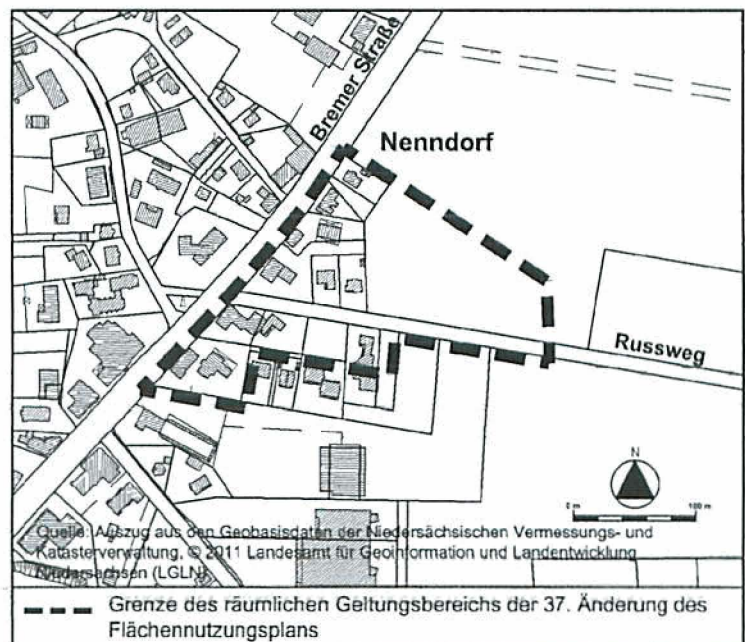 Bremer Straße
Nenndorf
Russweg
N
0 m 100 m
Quelle: Auszug aus den Geobasisdaten der Niedersächsischen Vermessungs- und
Katasterverwaltung, © 2011 Landesamt für Geoinformation und Landentwicklung
Niedersachsen (LGLN)
Grenze des räumlichen Geltungsbereichs der 37. Änderung des
Flächennutzungsplans